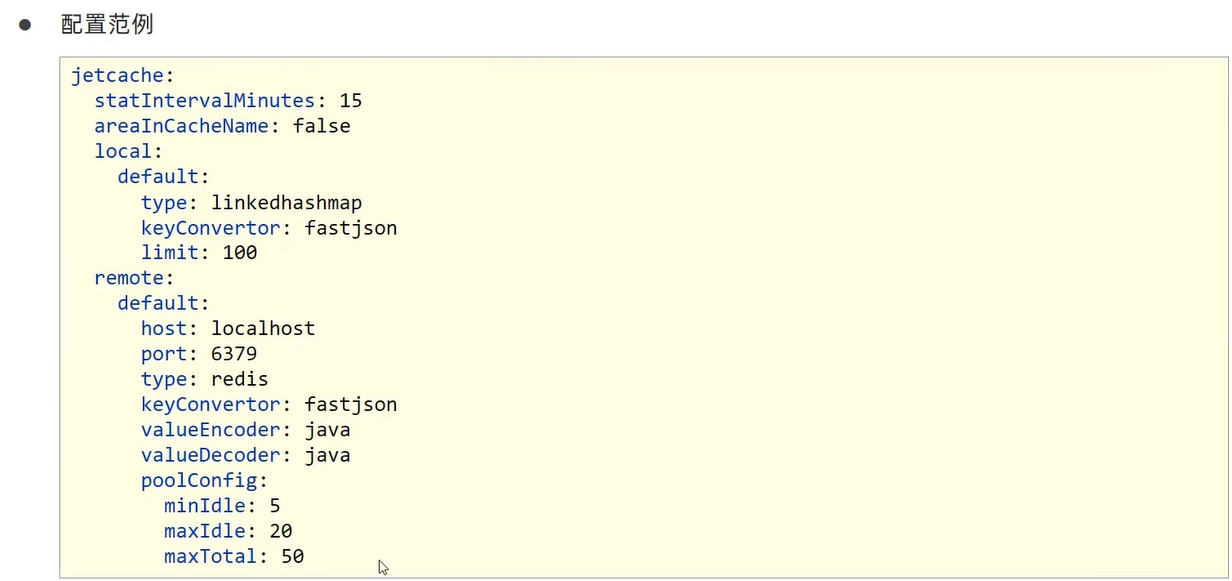 ● 配置范例
jetcache:
  statIntervalMinutes: 15
  areaInCacheName: false
  local:
    default:
      type: linkedhashmap
      keyConvertor: fastjson
      limit: 100
  remote:
    default:
      host: localhost
      port: 6379
      type: redis
      keyConvertor: fastjson
      valueEncoder: java
      valueDecoder: java
      poolConfig:
        minIdle: 5
        maxIdle: 20
        maxTotal: 50